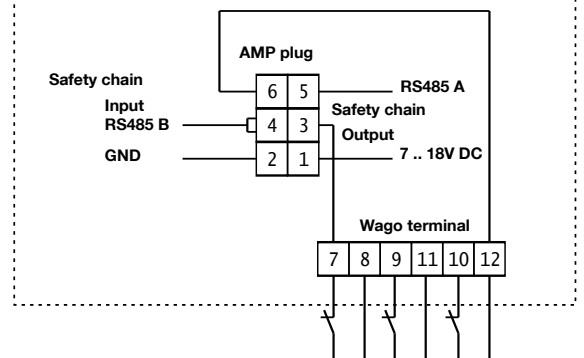 AMP plug
Safety chain
Input
6 5
RS485 A
RS485 B
4 3
Safety chain
Output
GND
2 1
7 .. 18V DC
Wago terminal
7 8 9 11 10 12